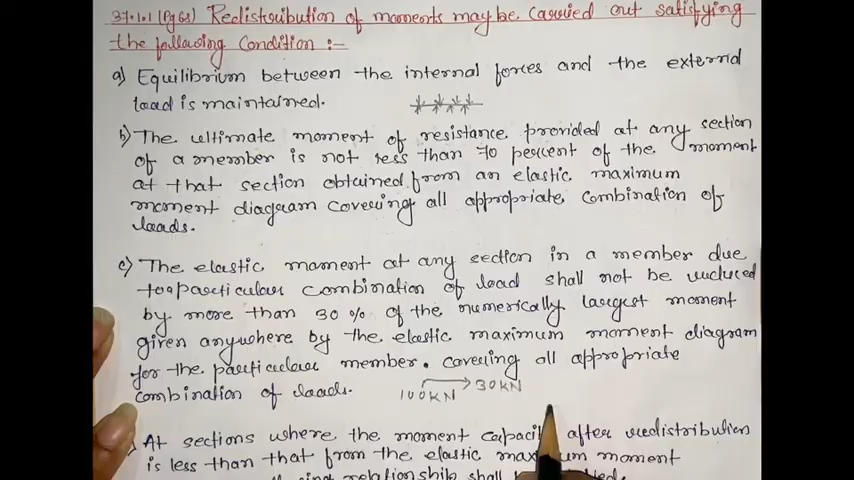 37.1.1 (Pg 68) Redistribution of moments may be carried out satisfying
the following Condition :-
a) Equilibrium between the internal forces and the external
load is maintained.
b) The ultimate moment of resistance provided at any section
of a member is not less than 70 percent of the moment
at that section obtained from an elastic maximum
moment diagram covering all appropriate combination of
loads.
c) The elastic moment at any section in a member due
to particular combination of load shall not be reduced
by more than 30 % of the numerically largest moment
given anywhere by the elastic maximum moment diagram
for the particular member. covering all appropriate
combination of loads.
100KN 30KN
At sections where the moment capacit after redistribution
is less than that from the elastic max um moment
relationship shall